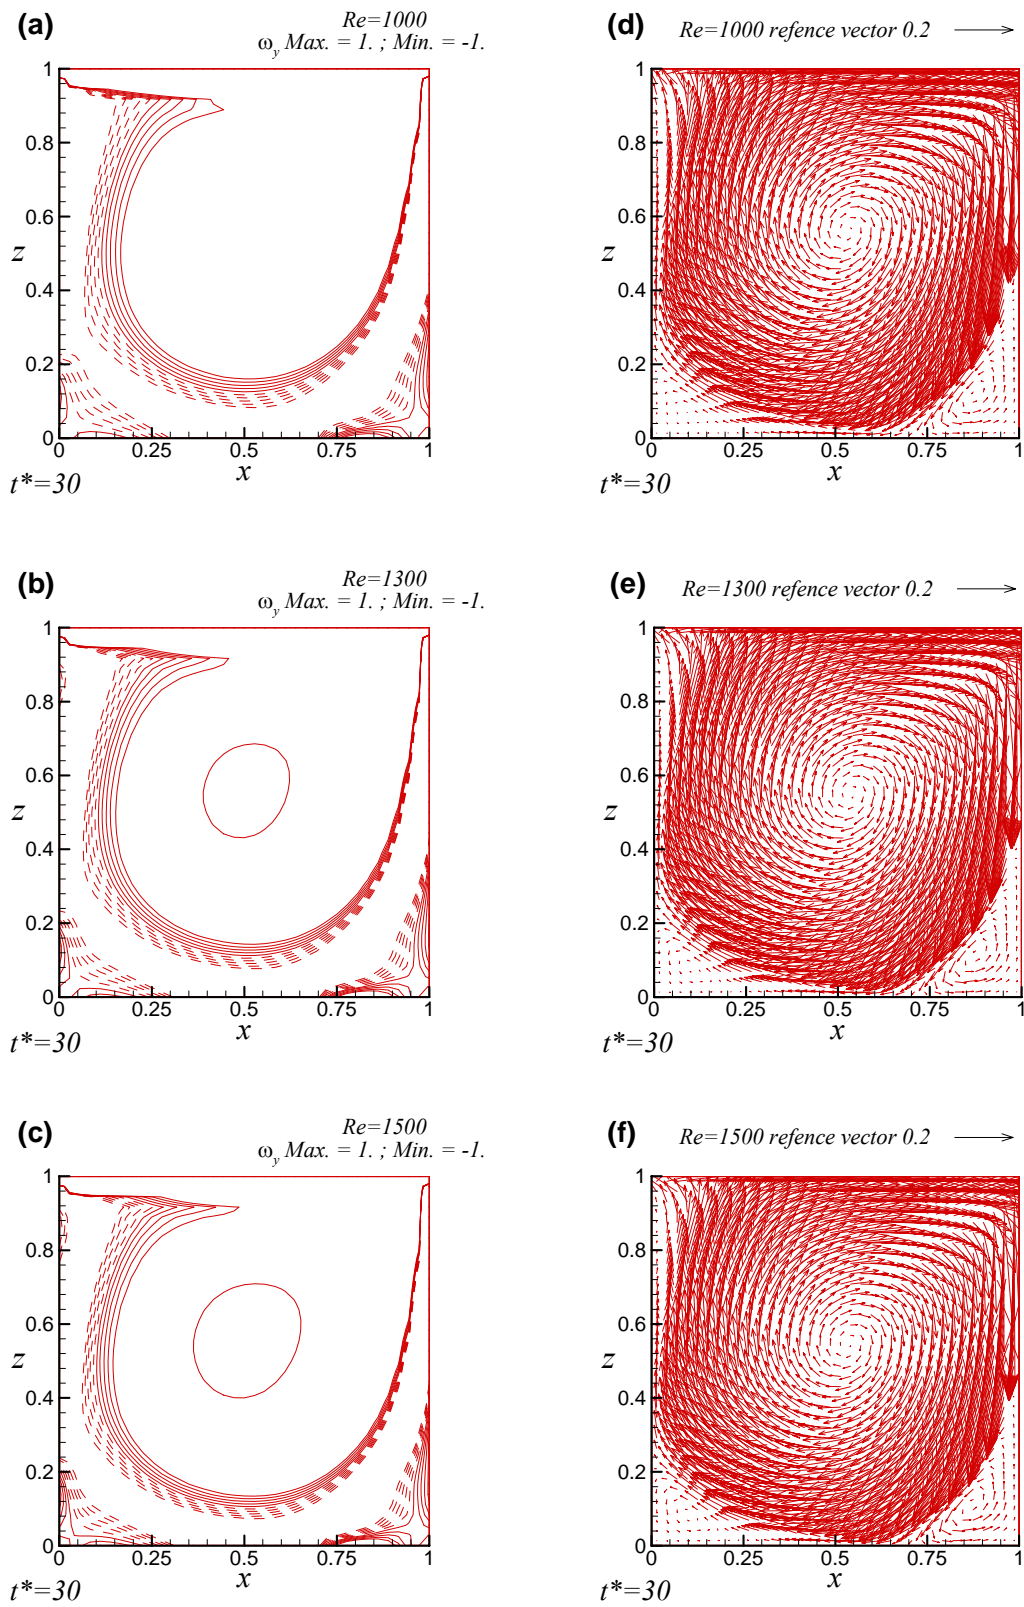 (a)
Re=1000
ω_y Max. = 1. ; Min. = -1.
1
0.8
0.6
z
0.4
0.2
0
0 0.25 0.5 0.75 1
x
t*=30
(d)
Re=1000 refence vector 0.2
1
0.8
0.6
z
0.4
0.2
0
0 0.25 0.5 0.75 1
x
t*=30
(b)
Re=1300
ω_y Max. = 1. ; Min. = -1.
1
0.8
0.6
z
0.4
0.2
0
0 0.25 0.5 0.75 1
x
t*=30
(e)
Re=1300 refence vector 0.2
1
0.8
0.6
z
0.4
0.2
0
0 0.25 0.5 0.75 1
x
t*=30
(c)
Re=1500
ω_y Max. = 1. ; Min. = -1.
1
0.8
0.6
z
0.4
0.2
0
0 0.25 0.5 0.75 1
x
t*=30
(f)
Re=1500 refence vector 0.2
1
0.8
0.6
z
0.4
0.2
0
0 0.25 0.5 0.75 1
x
t*=30